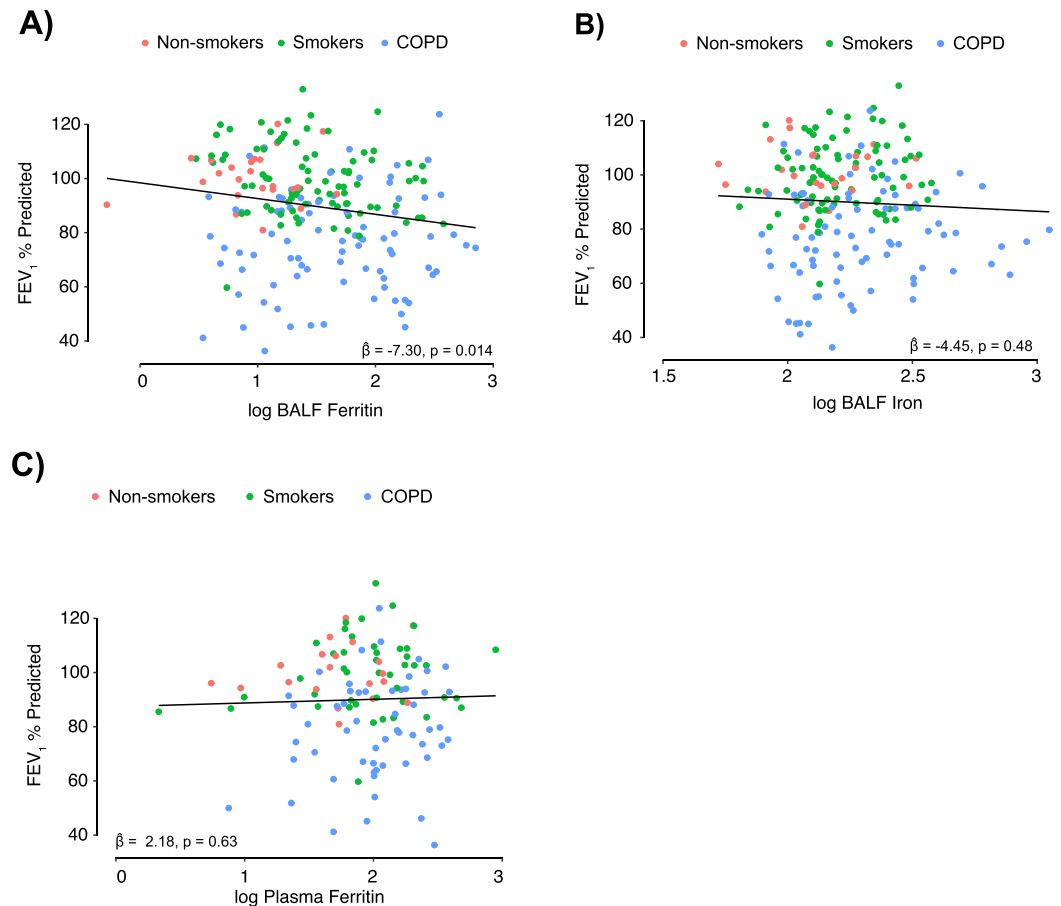 A)
Non-smokers Smokers COPD
FEV₁ % Predicted
120
100
80
60
40
β̂ = -7.30, p = 0.014
0 1 2 3
log BALF Ferritin
B)
Non-smokers Smokers COPD
FEV₁ % Predicted
120
100
80
60
40
β̂ = -4.45, p = 0.48
1.5 2 2.5 3
log BALF Iron
C)
Non-smokers Smokers COPD
FEV₁ % Predicted
120
100
80
60
40
β̂ = 2.18, p = 0.63
0 1 2 3
log Plasma Ferritin